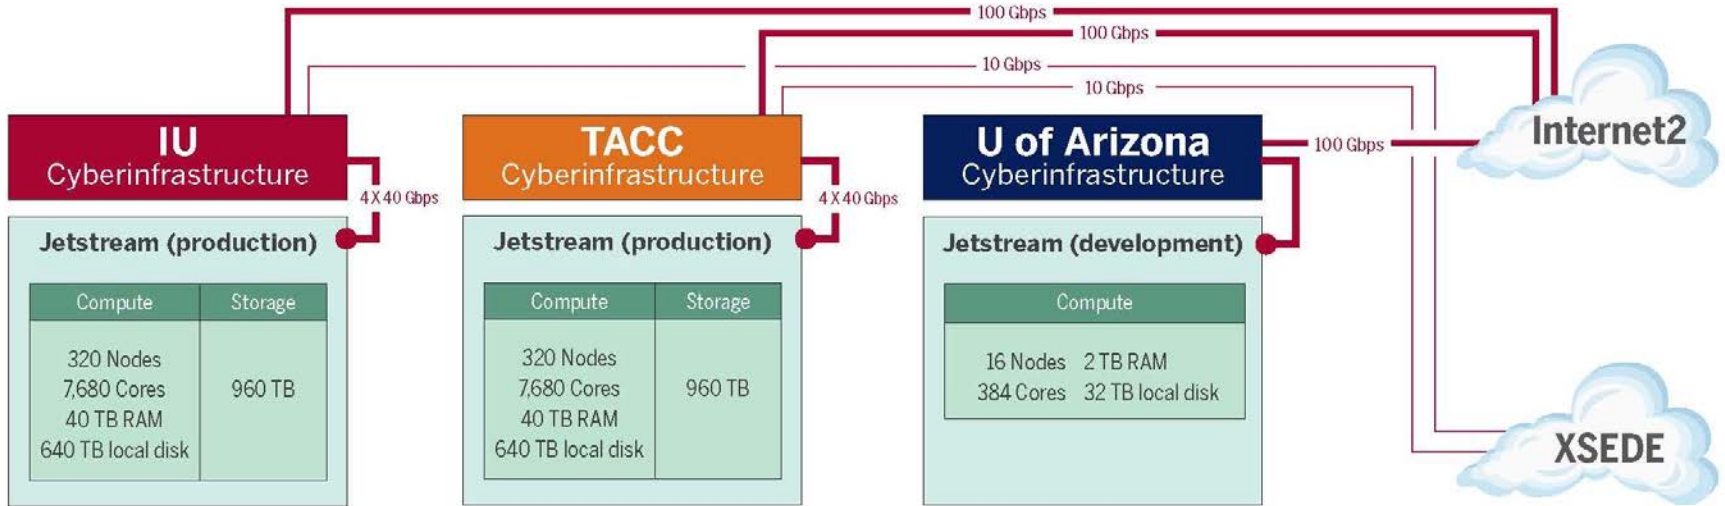 100 Gbps
100 Gbps
10 Gbps
10 Gbps
IU
Cyberinfrastructure
4 X 40 Gbps
Jetstream (production)
Compute Storage
320 Nodes
7,680 Cores 960 TB
40 TB RAM
640 TB local disk
TACC
Cyberinfrastructure
4 X 40 Gbps
Jetstream (production)
Compute Storage
320 Nodes
7,680 Cores 960 TB
40 TB RAM
640 TB local disk
U of Arizona
Cyberinfrastructure
100 Gbps
Jetstream (development)
Compute
16 Nodes 2 TB RAM
384 Cores 32 TB local disk
Internet2
XSEDE